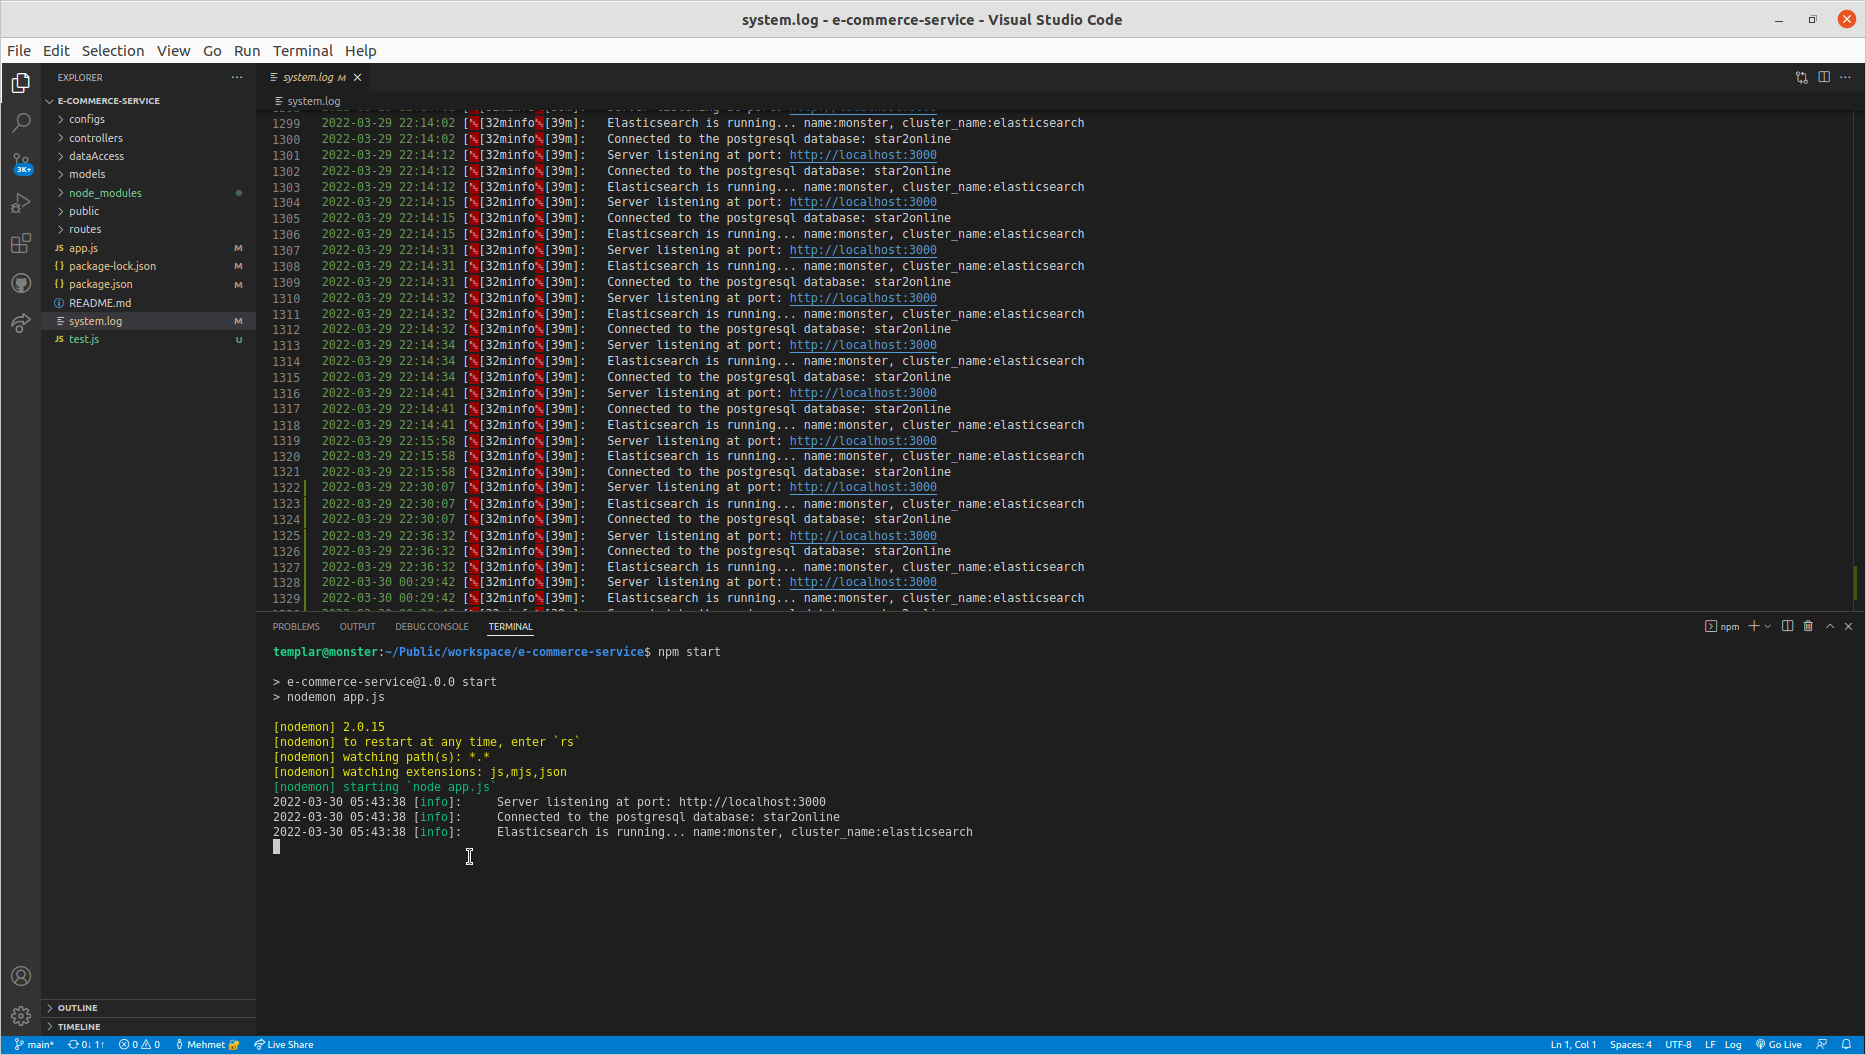 system.log - e-commerce-service - Visual Studio Code
File Edit Selection View Go Run Terminal Help
EXPLORER
E-COMMERCE-SERVICE
configs
controllers
dataAccess
models
node_modules
public
routes
JS app.js M
{} package-lock.json M
{} package.json M
README.md
system.log M
JS test.js U
OUTLINE
TIMELINE
3K+
system.log M
system.log
1299 2022-03-29 22:14:02 [␛[32minfo␛[39m]: Elasticsearch is running... name:monster, cluster_name:elasticsearch
1300 2022-03-29 22:14:02 [␛[32minfo␛[39m]: Connected to the postgresql database: star2online
1301 2022-03-29 22:14:12 [␛[32minfo␛[39m]: Server listening at port: http://localhost:3000
1302 2022-03-29 22:14:12 [␛[32minfo␛[39m]: Connected to the postgresql database: star2online
1303 2022-03-29 22:14:12 [␛[32minfo␛[39m]: Elasticsearch is running... name:monster, cluster_name:elasticsearch
1304 2022-03-29 22:14:15 [␛[32minfo␛[39m]: Server listening at port: http://localhost:3000
1305 2022-03-29 22:14:15 [␛[32minfo␛[39m]: Connected to the postgresql database: star2online
1306 2022-03-29 22:14:15 [␛[32minfo␛[39m]: Elasticsearch is running... name:monster, cluster_name:elasticsearch
1307 2022-03-29 22:14:31 [␛[32minfo␛[39m]: Server listening at port: http://localhost:3000
1308 2022-03-29 22:14:31 [␛[32minfo␛[39m]: Elasticsearch is running... name:monster, cluster_name:elasticsearch
1309 2022-03-29 22:14:31 [␛[32minfo␛[39m]: Connected to the postgresql database: star2online
1310 2022-03-29 22:14:32 [␛[32minfo␛[39m]: Server listening at port: http://localhost:3000
1311 2022-03-29 22:14:32 [␛[32minfo␛[39m]: Elasticsearch is running... name:monster, cluster_name:elasticsearch
1312 2022-03-29 22:14:32 [␛[32minfo␛[39m]: Connected to the postgresql database: star2online
1313 2022-03-29 22:14:34 [␛[32minfo␛[39m]: Server listening at port: http://localhost:3000
1314 2022-03-29 22:14:34 [␛[32minfo␛[39m]: Elasticsearch is running... name:monster, cluster_name:elasticsearch
1315 2022-03-29 22:14:34 [␛[32minfo␛[39m]: Connected to the postgresql database: star2online
1316 2022-03-29 22:14:41 [␛[32minfo␛[39m]: Server listening at port: http://localhost:3000
1317 2022-03-29 22:14:41 [␛[32minfo␛[39m]: Connected to the postgresql database: star2online
1318 2022-03-29 22:14:41 [␛[32minfo␛[39m]: Elasticsearch is running... name:monster, cluster_name:elasticsearch
1319 2022-03-29 22:15:58 [␛[32minfo␛[39m]: Server listening at port: http://localhost:3000
1320 2022-03-29 22:15:58 [␛[32minfo␛[39m]: Elasticsearch is running... name:monster, cluster_name:elasticsearch
1321 2022-03-29 22:15:58 [␛[32minfo␛[39m]: Connected to the postgresql database: star2online
1322 2022-03-29 22:30:07 [␛[32minfo␛[39m]: Server listening at port: http://localhost:3000
1323 2022-03-29 22:30:07 [␛[32minfo␛[39m]: Elasticsearch is running... name:monster, cluster_name:elasticsearch
1324 2022-03-29 22:30:07 [␛[32minfo␛[39m]: Connected to the postgresql database: star2online
1325 2022-03-29 22:36:32 [␛[32minfo␛[39m]: Server listening at port: http://localhost:3000
1326 2022-03-29 22:36:32 [␛[32minfo␛[39m]: Connected to the postgresql database: star2online
1327 2022-03-29 22:36:32 [␛[32minfo␛[39m]: Elasticsearch is running... name:monster, cluster_name:elasticsearch
1328 2022-03-30 00:29:42 [␛[32minfo␛[39m]: Server listening at port: http://localhost:3000
1329 2022-03-30 00:29:42 [␛[32minfo␛[39m]: Elasticsearch is running... name:monster, cluster_name:elasticsearch
PROBLEMS OUTPUT DEBUG CONSOLE TERMINAL npm
templar@monster:~/Public/workspace/e-commerce-service$ npm start
> e-commerce-service@1.0.0 start
> nodemon app.js
[nodemon] 2.0.15
[nodemon] to restart at any time, enter `rs`
[nodemon] watching path(s): *.*
[nodemon] watching extensions: js,mjs,json
[nodemon] starting `node app.js`
2022-03-30 05:43:38 [info]: Server listening at port: http://localhost:3000
2022-03-30 05:43:38 [info]: Connected to the postgresql database: star2online
2022-03-30 05:43:38 [info]: Elasticsearch is running... name:monster, cluster_name:elasticsearch
main* 0↓ 1↑ 0 0 Mehmet Live Share Ln 1, Col 1 Spaces: 4 UTF-8 LF Log Go Live